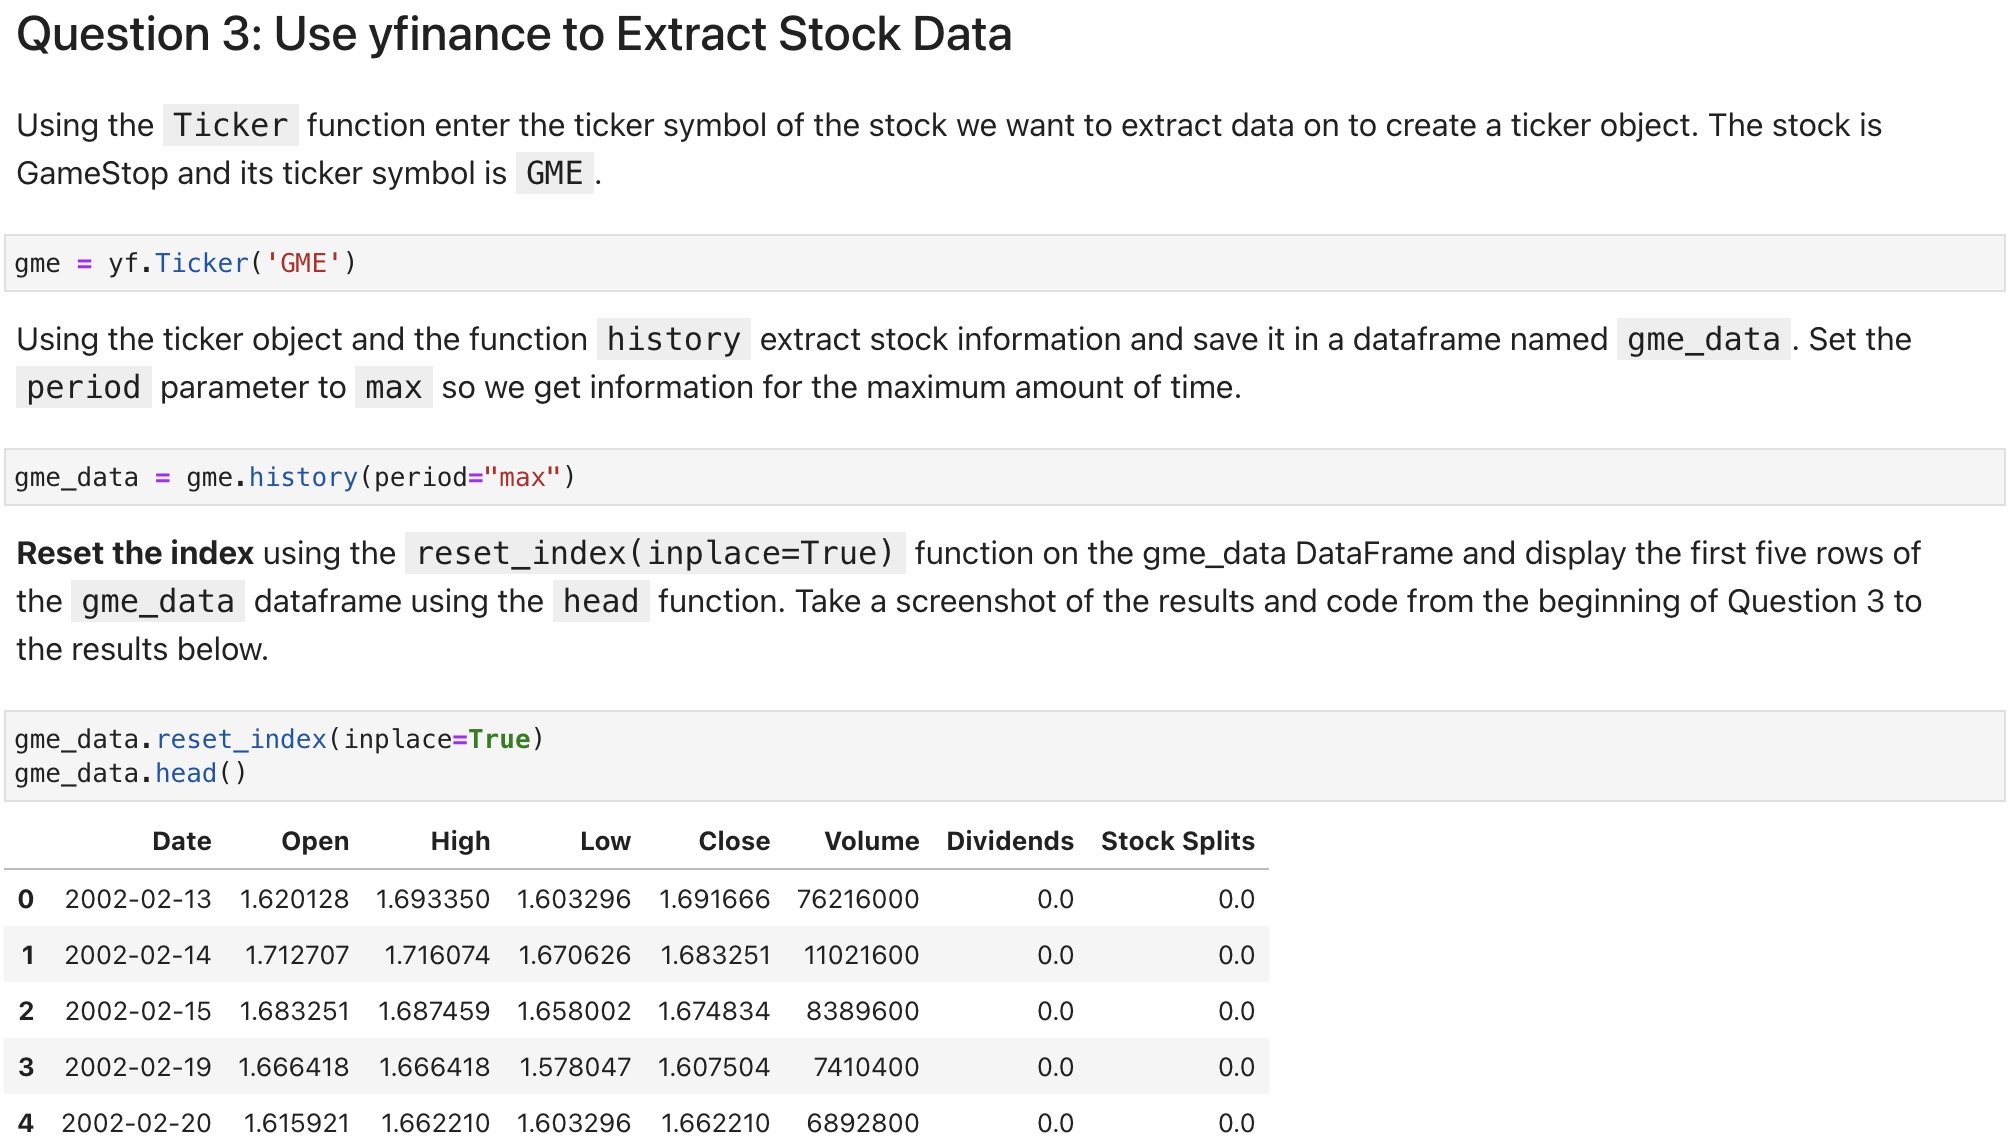 Question 3: Use yfinance to Extract Stock Data
Using the Ticker function enter the ticker symbol of the stock we want to extract data on to create a ticker object. The stock is
GameStop and its ticker symbol is GME .
gme = yf.Ticker('GME')
Using the ticker object and the function history extract stock information and save it in a dataframe named gme_data . Set the
period parameter to max so we get information for the maximum amount of time.
gme_data = gme.history(period="max")
Reset the index using the reset_index(inplace=True) function on the gme_data DataFrame and display the first five rows of
the gme_data dataframe using the head function. Take a screenshot of the results and code from the beginning of Question 3 to
the results below.
gme_data.reset_index(inplace=True)
gme_data.head()
Date Open High Low Close Volume Dividends Stock Splits
0 2002-02-13 1.620128 1.693350 1.603296 1.691666 76216000 0.0 0.0
1 2002-02-14 1.712707 1.716074 1.670626 1.683251 11021600 0.0 0.0
2 2002-02-15 1.683251 1.687459 1.658002 1.674834 8389600 0.0 0.0
3 2002-02-19 1.666418 1.666418 1.578047 1.607504 7410400 0.0 0.0
4 2002-02-20 1.615921 1.662210 1.603296 1.662210 6892800 0.0 0.0